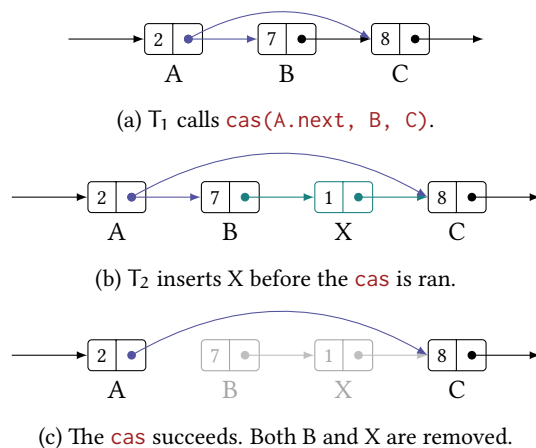 2 7 8
A B C
(a) T₁ calls cas(A.next, B, C).
2 7 1 8
A B X C
(b) T₂ inserts X before the cas is ran.
2 7 1 8
A B X C
(c) The cas succeeds. Both B and X are removed.